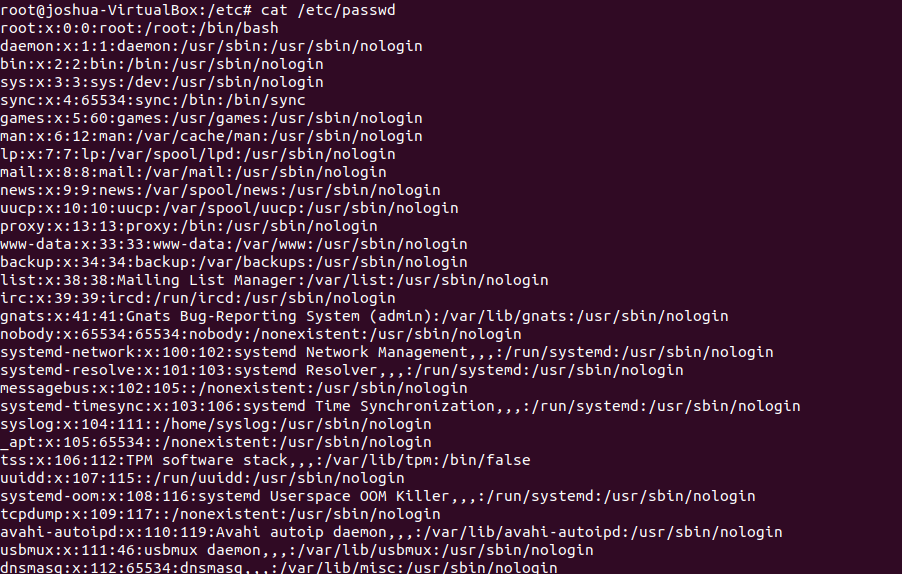 root@joshua-VirtualBox:/etc# cat /etc/passwd
root:x:0:0:root:/root:/bin/bash
daemon:x:1:1:daemon:/usr/sbin:/usr/sbin/nologin
bin:x:2:2:bin:/bin:/usr/sbin/nologin
sys:x:3:3:sys:/dev:/usr/sbin/nologin
sync:x:4:65534:sync:/bin:/bin/sync
games:x:5:60:games:/usr/games:/usr/sbin/nologin
man:x:6:12:man:/var/cache/man:/usr/sbin/nologin
lp:x:7:7:lp:/var/spool/lpd:/usr/sbin/nologin
mail:x:8:8:mail:/var/mail:/usr/sbin/nologin
news:x:9:9:news:/var/spool/news:/usr/sbin/nologin
uucp:x:10:10:uucp:/var/spool/uucp:/usr/sbin/nologin
proxy:x:13:13:proxy:/bin:/usr/sbin/nologin
www-data:x:33:33:www-data:/var/www:/usr/sbin/nologin
backup:x:34:34:backup:/var/backups:/usr/sbin/nologin
list:x:38:38:Mailing List Manager:/var/list:/usr/sbin/nologin
irc:x:39:39:ircd:/run/ircd:/usr/sbin/nologin
gnats:x:41:41:Gnats Bug-Reporting System (admin):/var/lib/gnats:/usr/sbin/nologin
nobody:x:65534:65534:nobody:/nonexistent:/usr/sbin/nologin
systemd-network:x:100:102:systemd Network Management,,,:/run/systemd:/usr/sbin/nologin
systemd-resolve:x:101:103:systemd Resolver,,,:/run/systemd:/usr/sbin/nologin
messagebus:x:102:105::/nonexistent:/usr/sbin/nologin
systemd-timesync:x:103:106:systemd Time Synchronization,,,:/run/systemd:/usr/sbin/nologin
syslog:x:104:111::/home/syslog:/usr/sbin/nologin
_apt:x:105:65534::/nonexistent:/usr/sbin/nologin
tss:x:106:112:TPM software stack,,,:/var/lib/tpm:/bin/false
uuidd:x:107:115::/run/uuidd:/usr/sbin/nologin
systemd-oom:x:108:116:systemd Userspace OOM Killer,,,:/run/systemd:/usr/sbin/nologin
tcpdump:x:109:117::/nonexistent:/usr/sbin/nologin
avahi-autoipd:x:110:119:Avahi autoip daemon,,,:/var/lib/avahi-autoipd:/usr/sbin/nologin
usbmux:x:111:46:usbmux daemon,,,:/var/lib/usbmux:/usr/sbin/nologin
dnsmasq:x:112:65534:dnsmasq,,,:/var/lib/misc:/usr/sbin/nologin